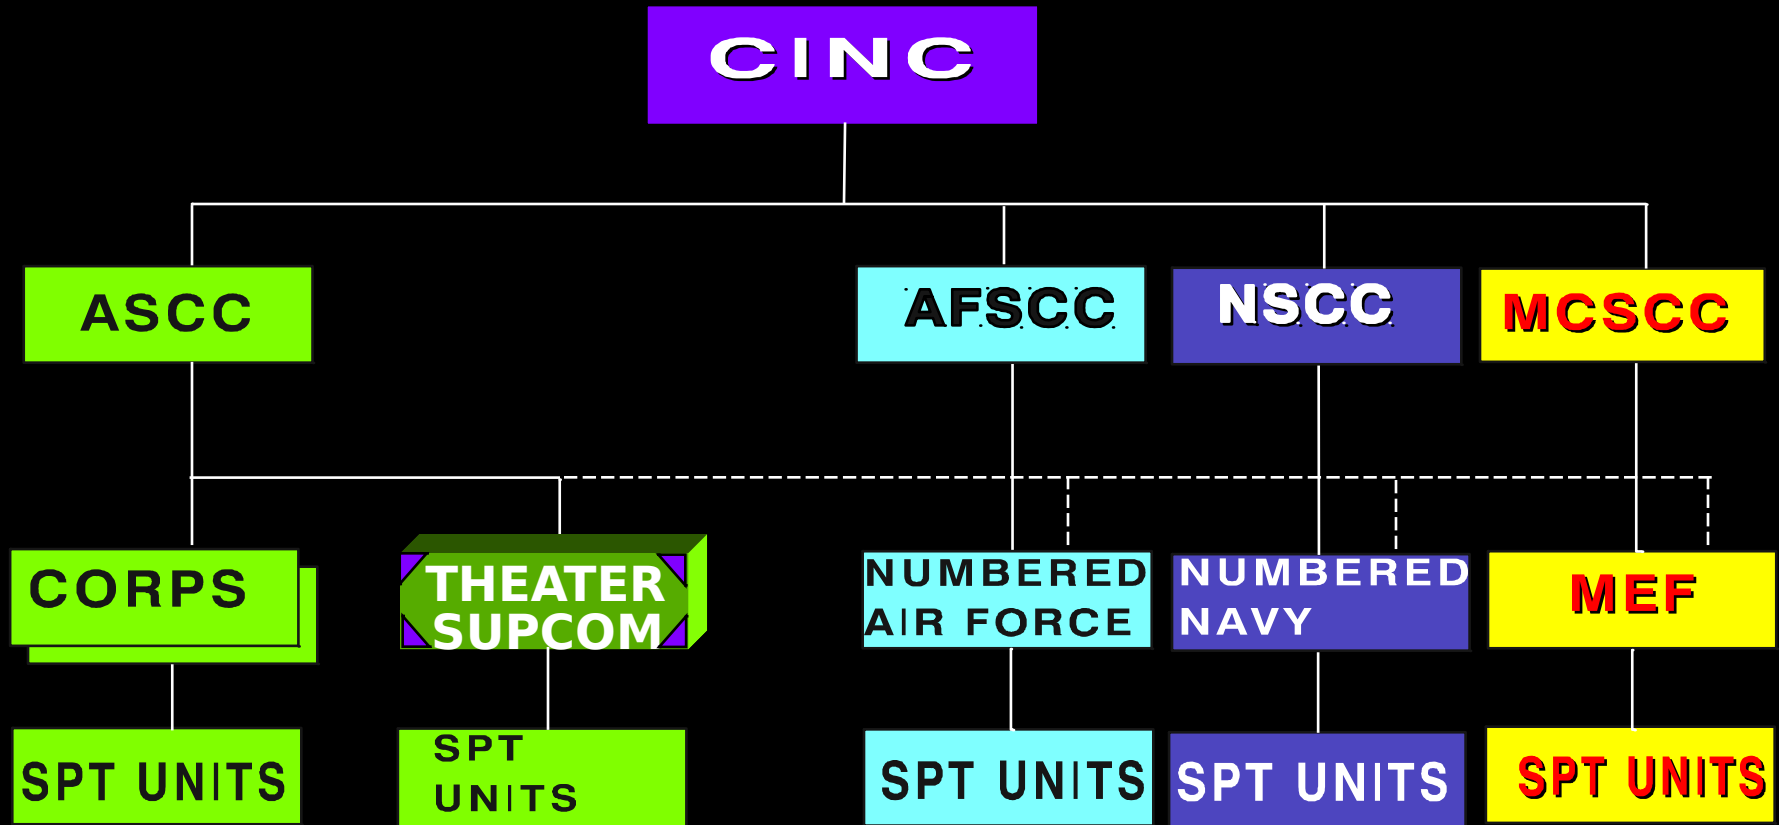 CINC
ASCC
AFSCC
NSCC
MCSCC
CORPS
THEATER
SUPCOM
NUMBERED
AIR FORCE
NUMBERED
NAVY
MEF
SPT UNITS
SPT
UNITS
SPT UNITS
SPT UNITS
SPT UNITS